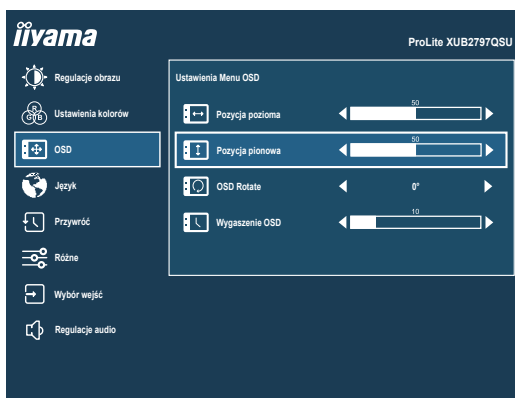 iiyama
ProLite XUB2797QSU
Regulacje obrazu
Ustawienia kolorów
R
G B
OSD
Język
Przywróć
Różne
Wybór wejść
Regulacje audio
Ustawienia Menu OSD
Pozycja pozioma
50
Pozycja pionowa
50
OSD Rotate
0°
Wygaszenie OSD
10